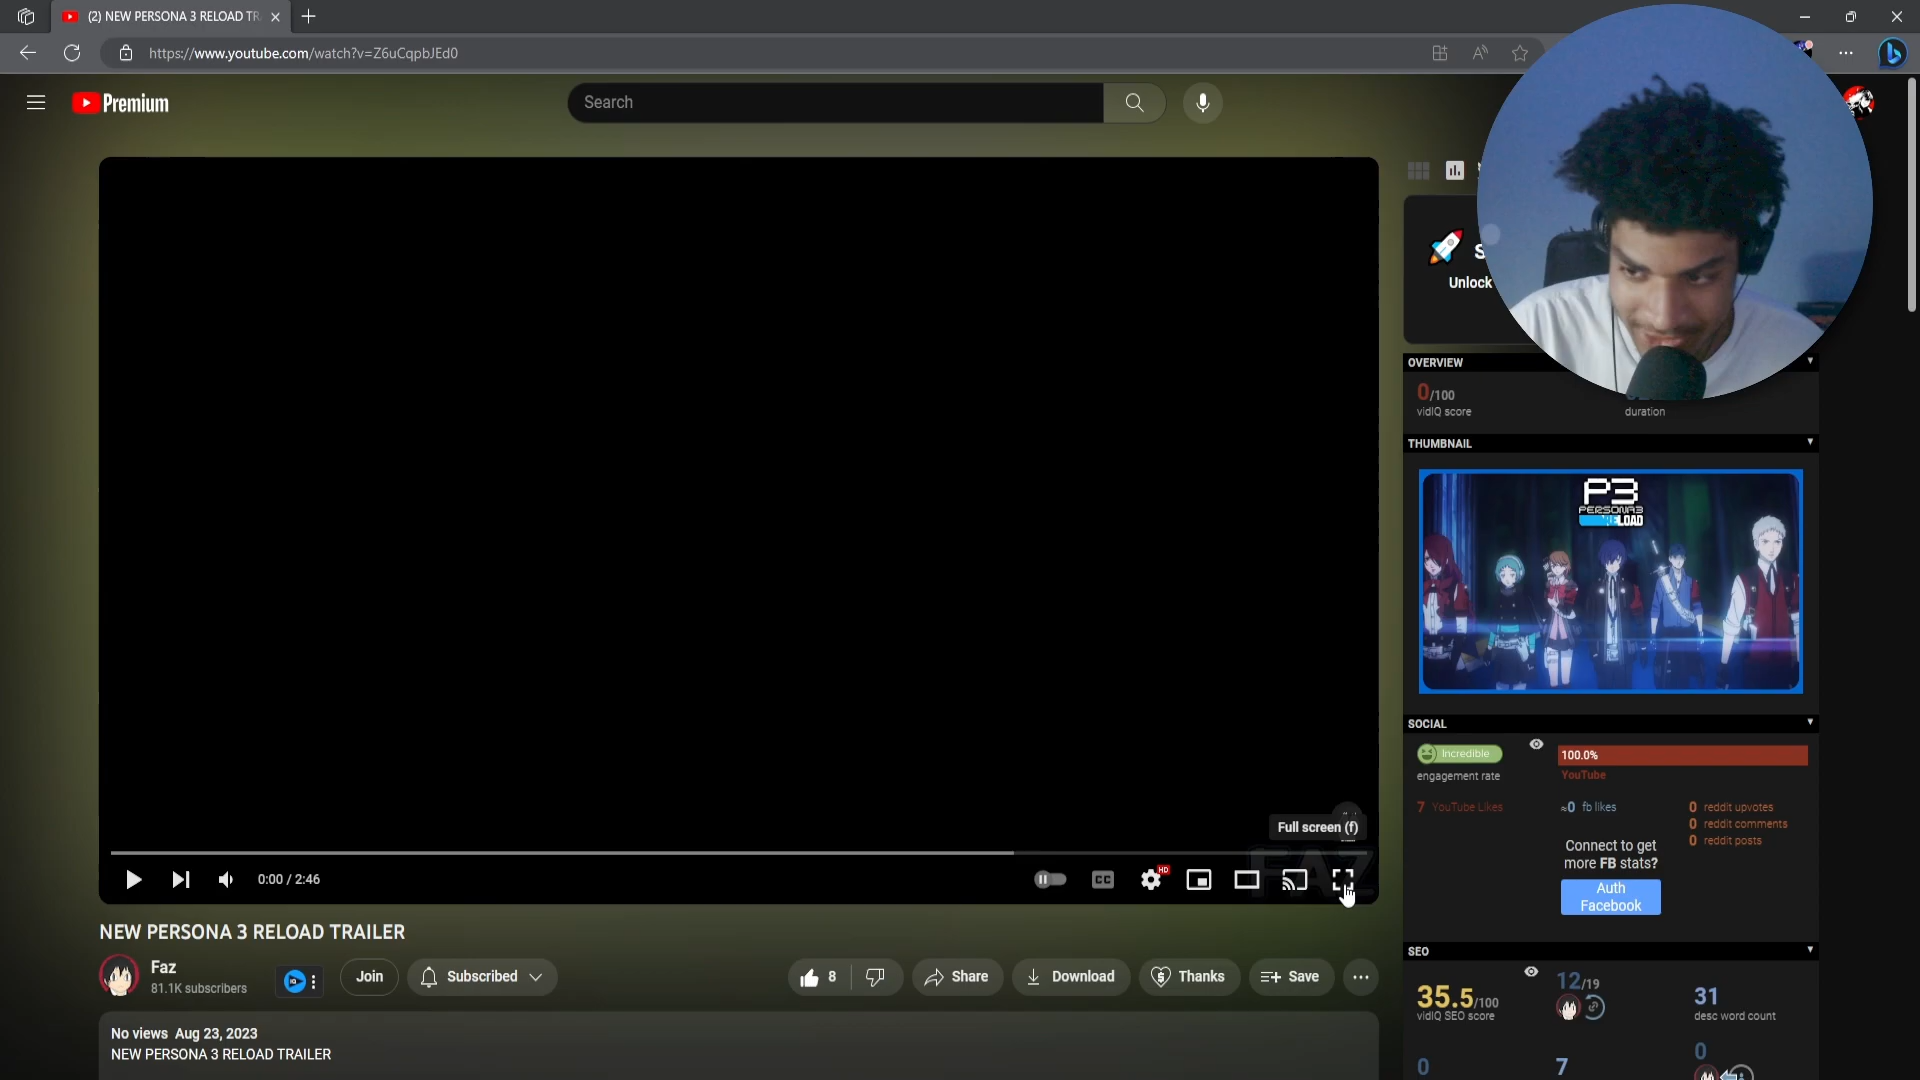 (2) NEW PERSONA 3 RELOAD TR
https://www.youtube.com/watch?v=Z6uCqpbJEd0
Premium
Search
S
Unlock
OVERVIEW
0/100
vidIQ score
duration
THUMBNAIL
P3
PERSONA3
RELOAD
SOCIAL
Incredible
engagement rate
100.0%
YouTube
7 YouTube Likes
≈0 fb likes
0 reddit upvotes
0 reddit comments
0 reddit posts
Connect to get
more FB stats?
Auth
Facebook
Full screen (f)
FAZ
0:00 / 2:46
CC
HD
NEW PERSONA 3 RELOAD TRAILER
Faz
81.1K subscribers
Join
Subscribed
8
Share
Download
Thanks
Save
No views Aug 23, 2023
NEW PERSONA 3 RELOAD TRAILER
SEO
35.5/100
vidIQ SEO score
12/19
31
desc word count
0
7
0